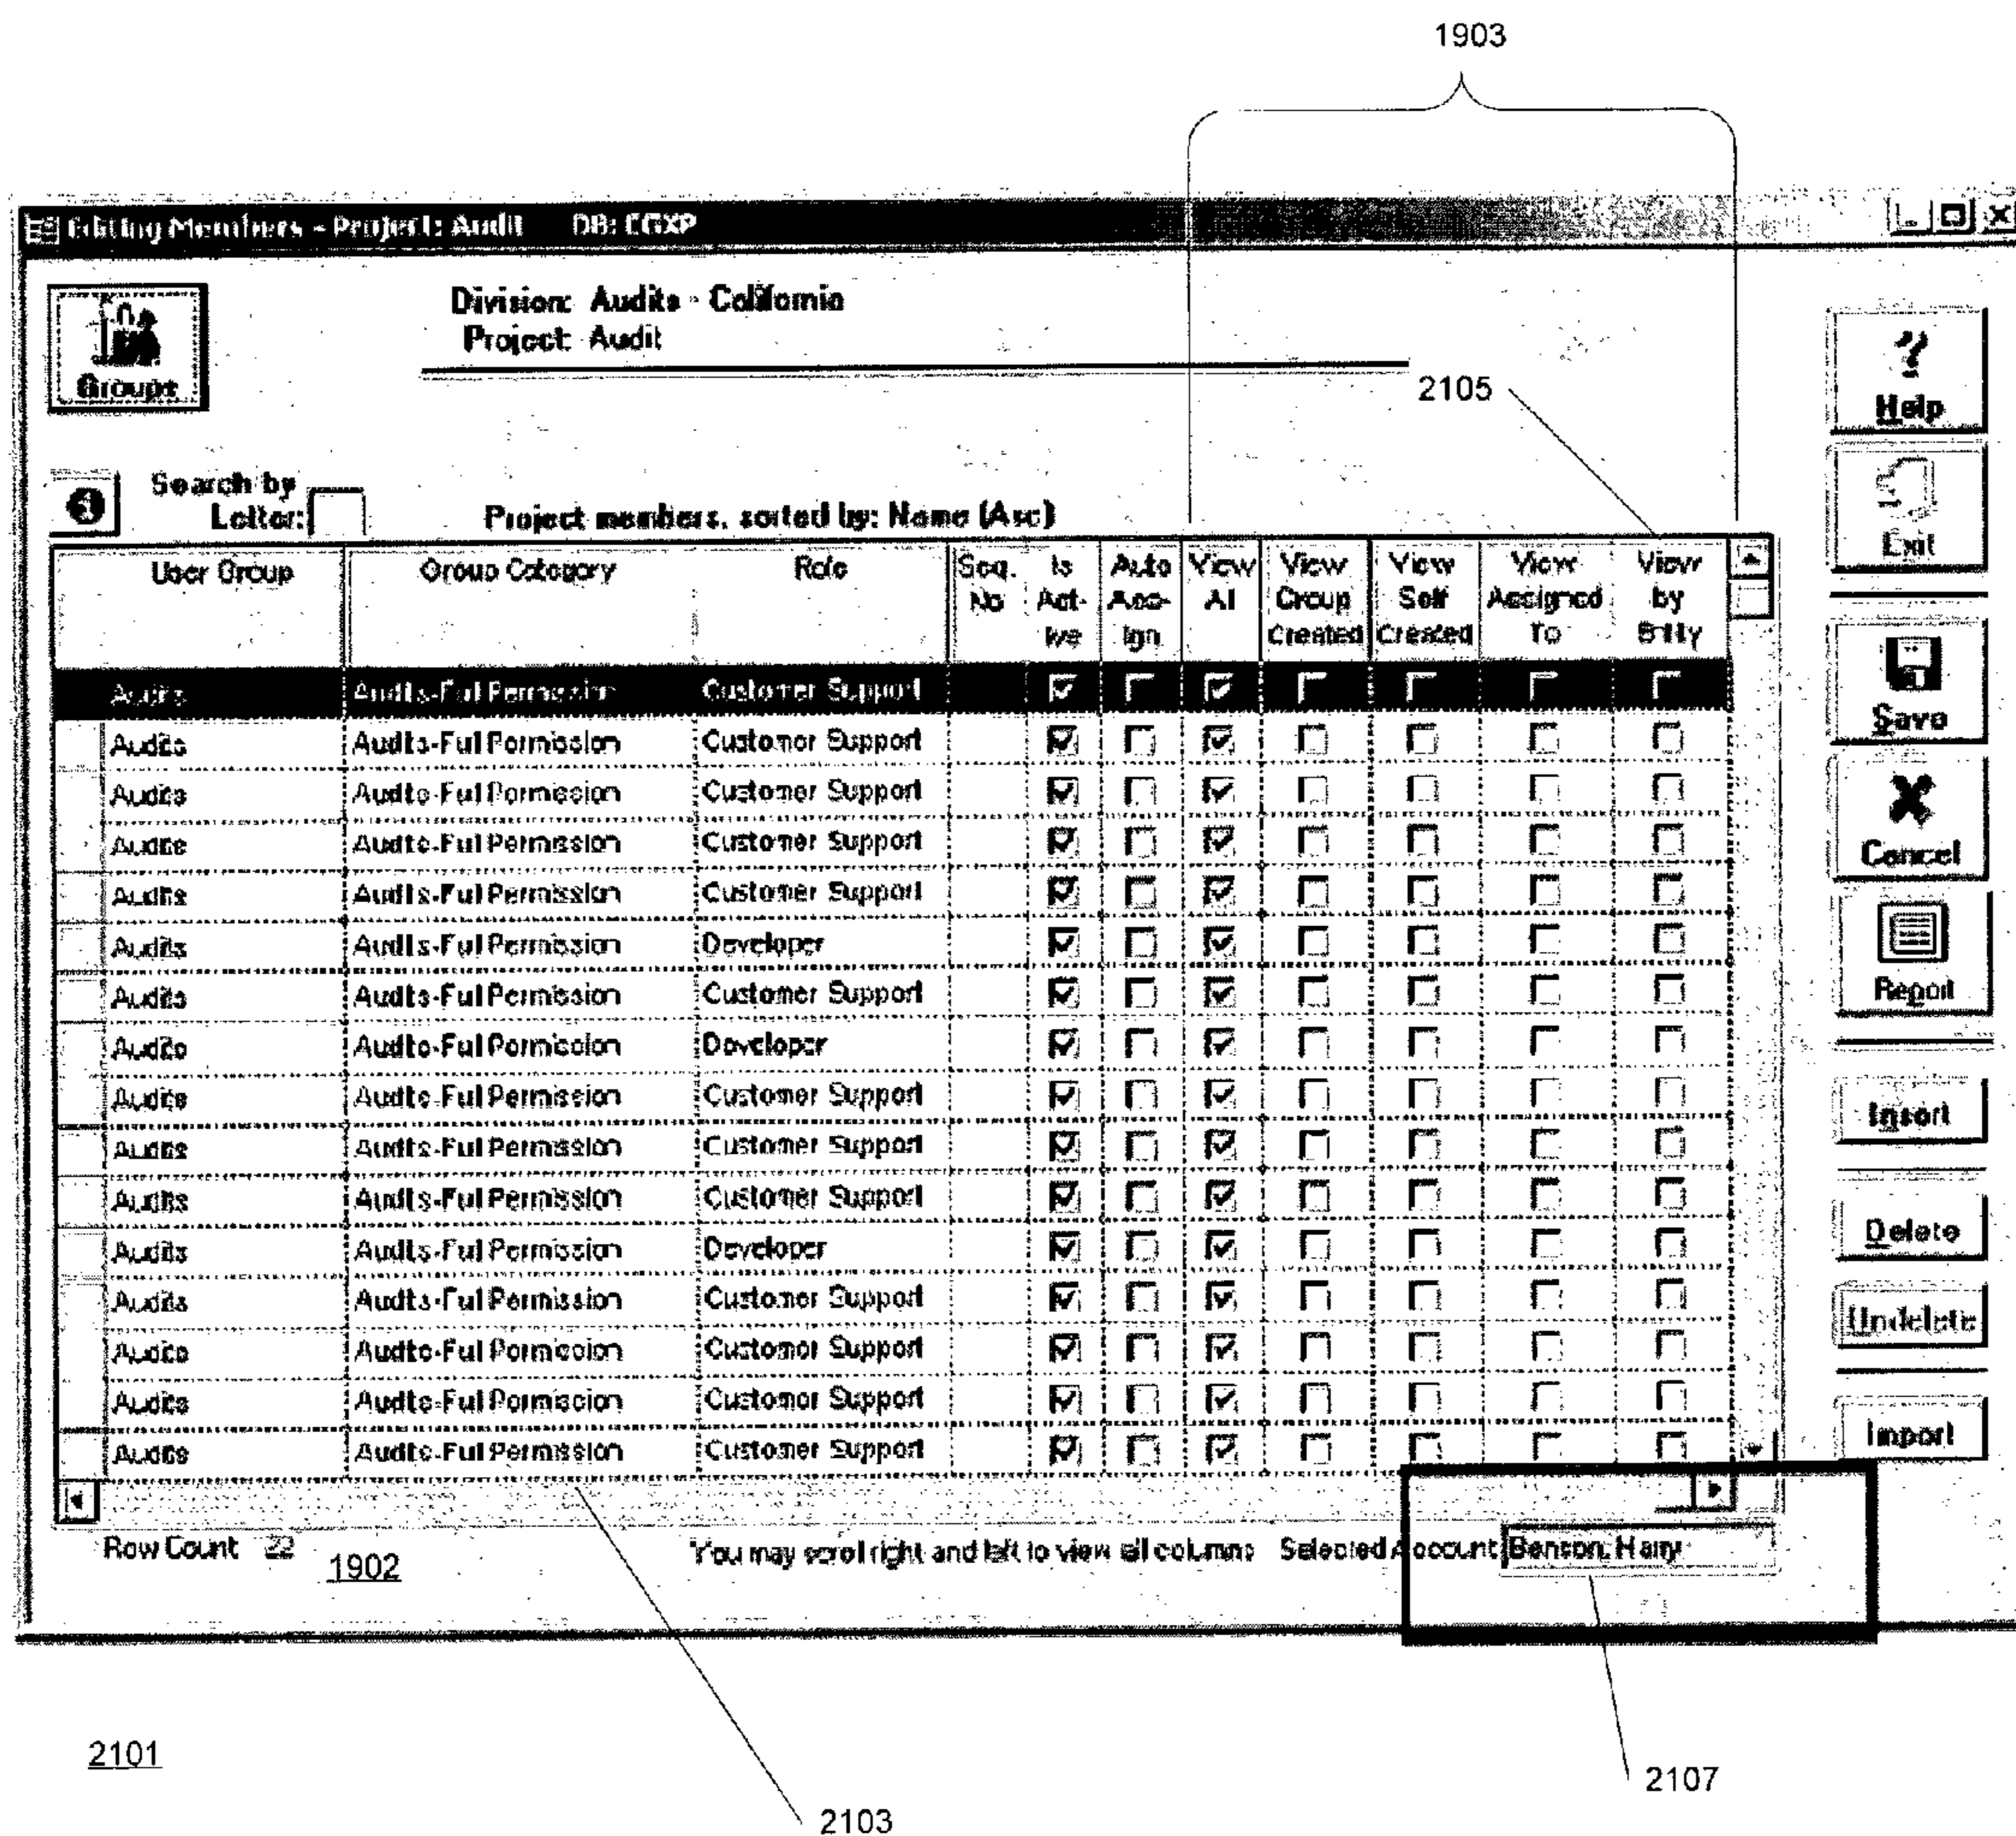 1903
Editing Members - Project: Audit DB: CGXP
Division: Audits - California
Project: Audit
Groups
2105
Help
Search by
Letter:
Project members, sorted by: Name (Asc)
Exit
User Group Group Category Role Seq. No Is Act-ive Auto Ass-ign View All View Group Created View Self Created View Assigned To View by Entity
Audits Audits-Full Permission Customer Support
Audits Audits-Full Permission Customer Support
Audits Audits-Full Permission Customer Support
Audits Audits-Full Permission Customer Support
Audits Audits-Full Permission Customer Support
Audits Audits-Full Permission Developer
Audits Audits-Full Permission Customer Support
Audits Audits-Full Permission Developer
Audits Audits-Full Permission Customer Support
Audits Audits-Full Permission Customer Support
Audits Audits-Full Permission Customer Support
Audits Audits-Full Permission Developer
Audits Audits-Full Permission Customer Support
Audits Audits-Full Permission Customer Support
Audits Audits-Full Permission Customer Support
Audits Audits-Full Permission Customer Support
Save
Cancel
Report
Insert
Delete
Undelete
Import
Row Count 22
You may scroll right and left to view all columns Selected Account Benson, Harry
1902
2101
2107
2103